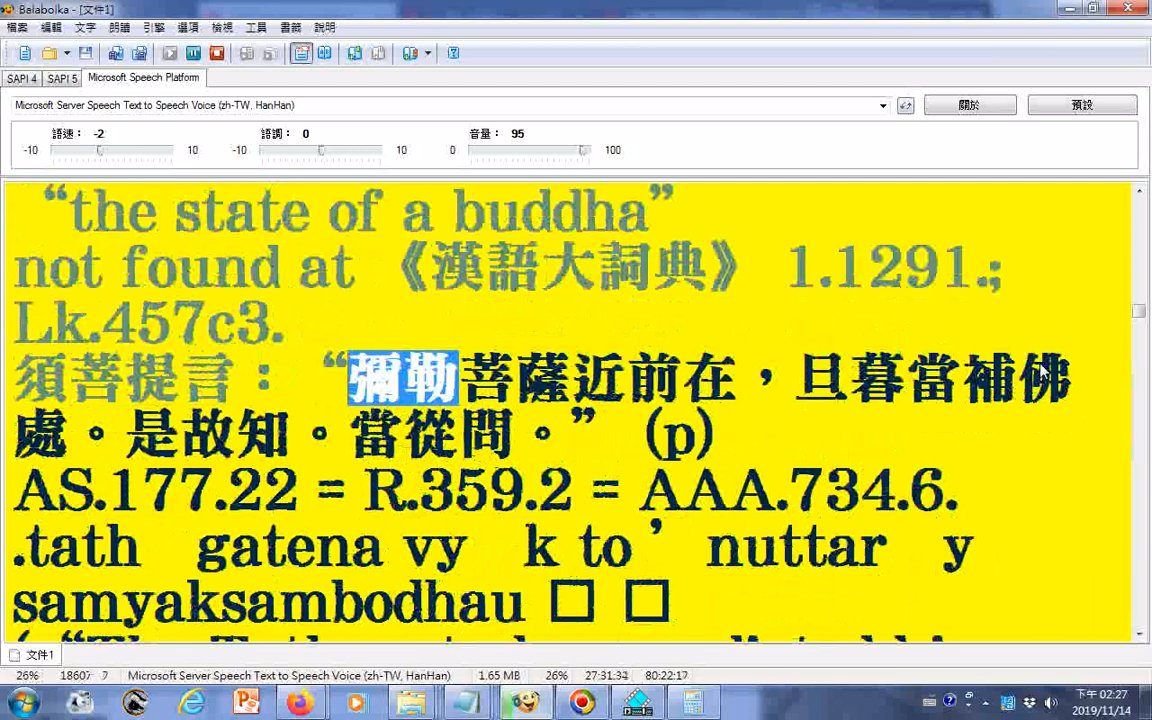 Balabolka - [文件1]
檔案 編輯 文字 朗讀 引擎 選項 檢視 工具 書籤 說明
SAPI 4 SAPI 5 Microsoft Speech Platform
Microsoft Server Speech Text to Speech Voice (zh-TW, HanHan) 關於 預設
語速： -2 語調： 0 音量： 95
-10 10 -10 10 0 100
“the state of a buddha”
not found at 《漢語大詞典》 1.1291.;
Lk.457c3.
須菩提言： “彌勒菩薩近前在，旦暮當補佛
處。是故知。當從問。” (p)
AS.177.22 = R.359.2 = AAA.734.6.
.tath gatena vy k to ’ nuttar y
samyaksambodhau □ □
文件1
26% 18607 7 Microsoft Server Speech Text to Speech Voice (zh-TW, HanHan) 1.65 MB 26% 27:31:34 80:22:17
下午 02:27
2019/11/14